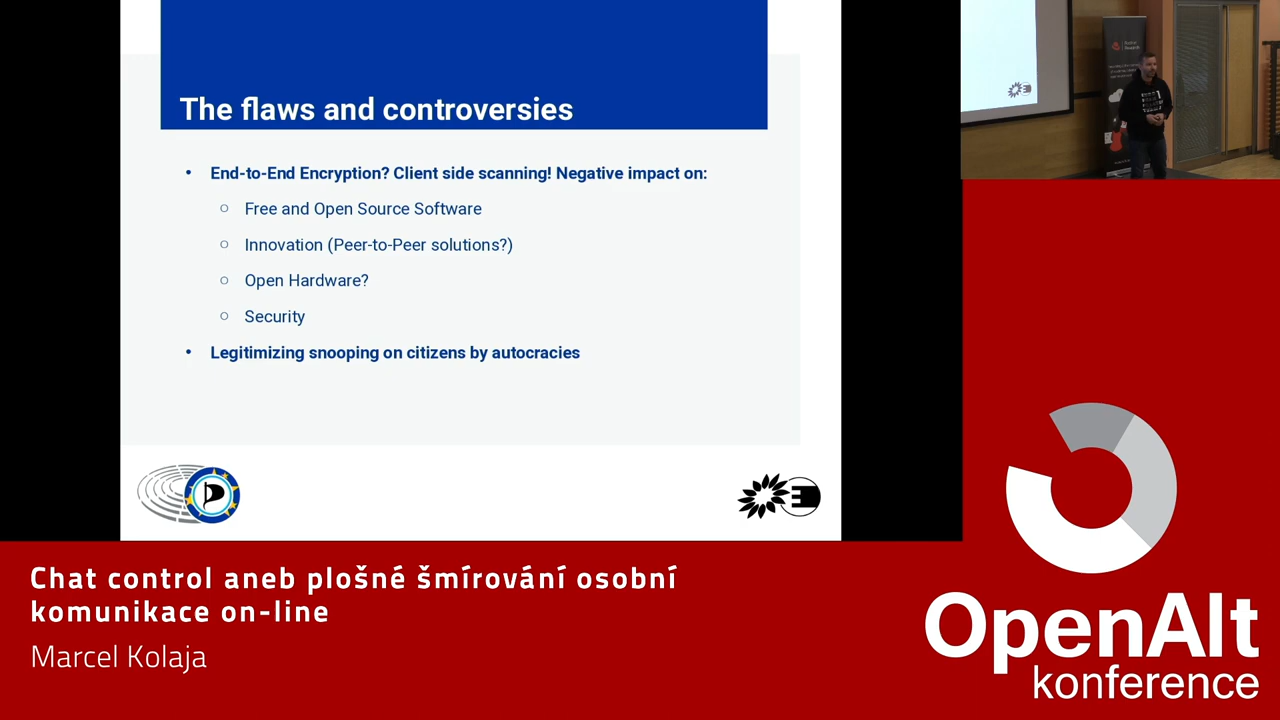 The flaws and controversies
• End-to-End Encryption? Client side scanning! Negative impact on:
○ Free and Open Source Software
○ Innovation (Peer-to-Peer solutions?)
○ Open Hardware?
○ Security
• Legitimizing snooping on citizens by autocracies
Chat control aneb plošné šmírování osobní
komunikace on-line
Marcel Kolaja
OpenAlt
konference